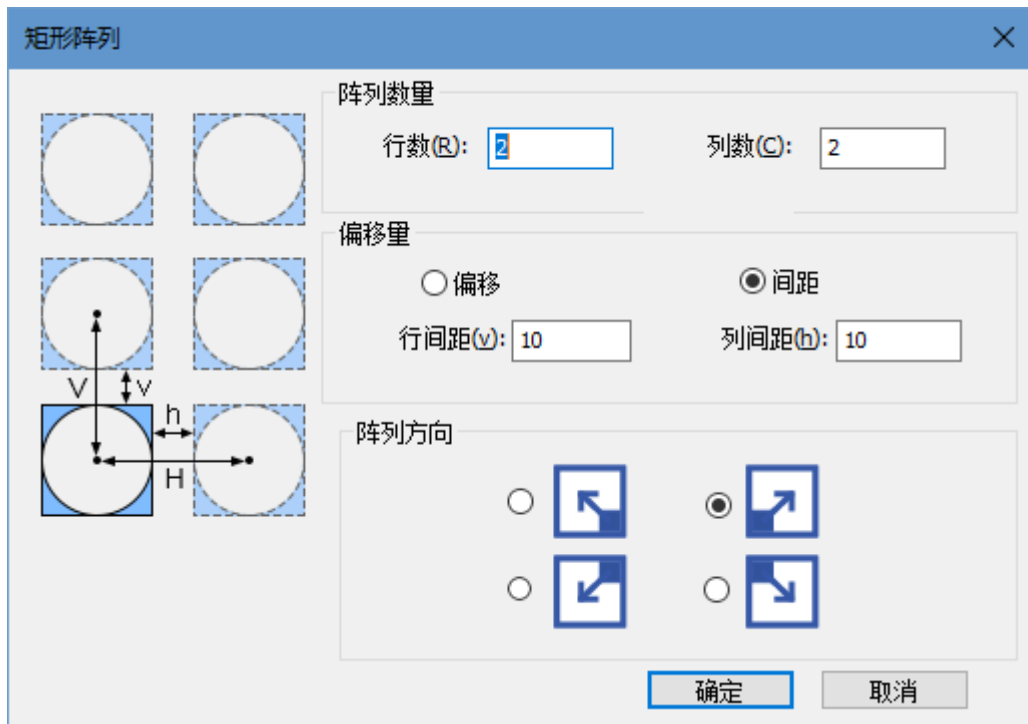 矩形阵列
阵列数量
行数(R): 2 列数(C): 2
偏移量
偏移 间距
行间距(v): 10 列间距(h): 10
V v
h
H
阵列方向
确定 取消